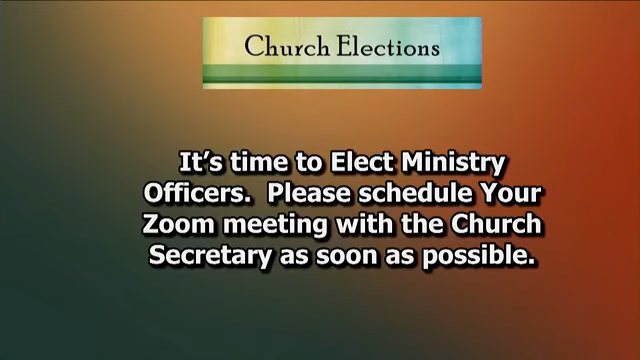 Church Elections
It's time to Elect Ministry
Officers.  Please schedule Your
Zoom meeting with the Church
Secretary as soon as possible.